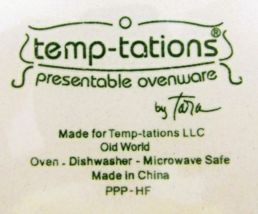 temp-tations®
presentable ovenware
by Tara
Made for Temp-tations LLC
Old World
Oven - Dishwasher - Microwave Safe
Made in China
PPP-HF